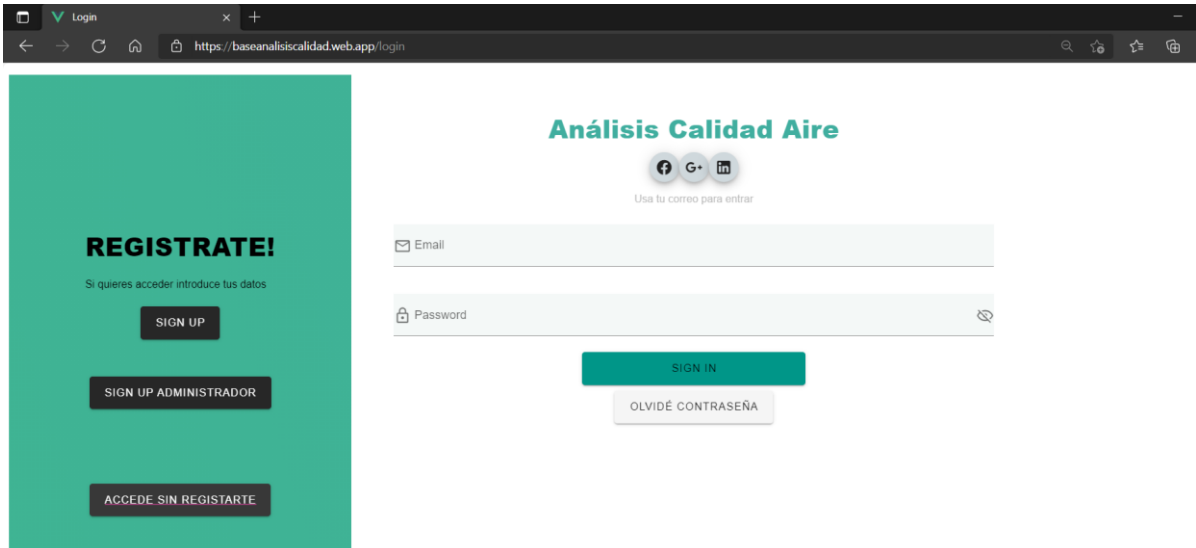 Login
https://baseanalisiscalidad.web.app/login
REGISTRATE!
Si quieres acceder introduce tus datos
SIGN UP
SIGN UP ADMINISTRADOR
ACCEDE SIN REGISTARTE
Análisis Calidad Aire
G+ in
Usa tu correo para entrar
Email
Password
SIGN IN
OLVIDÉ CONTRASEÑA